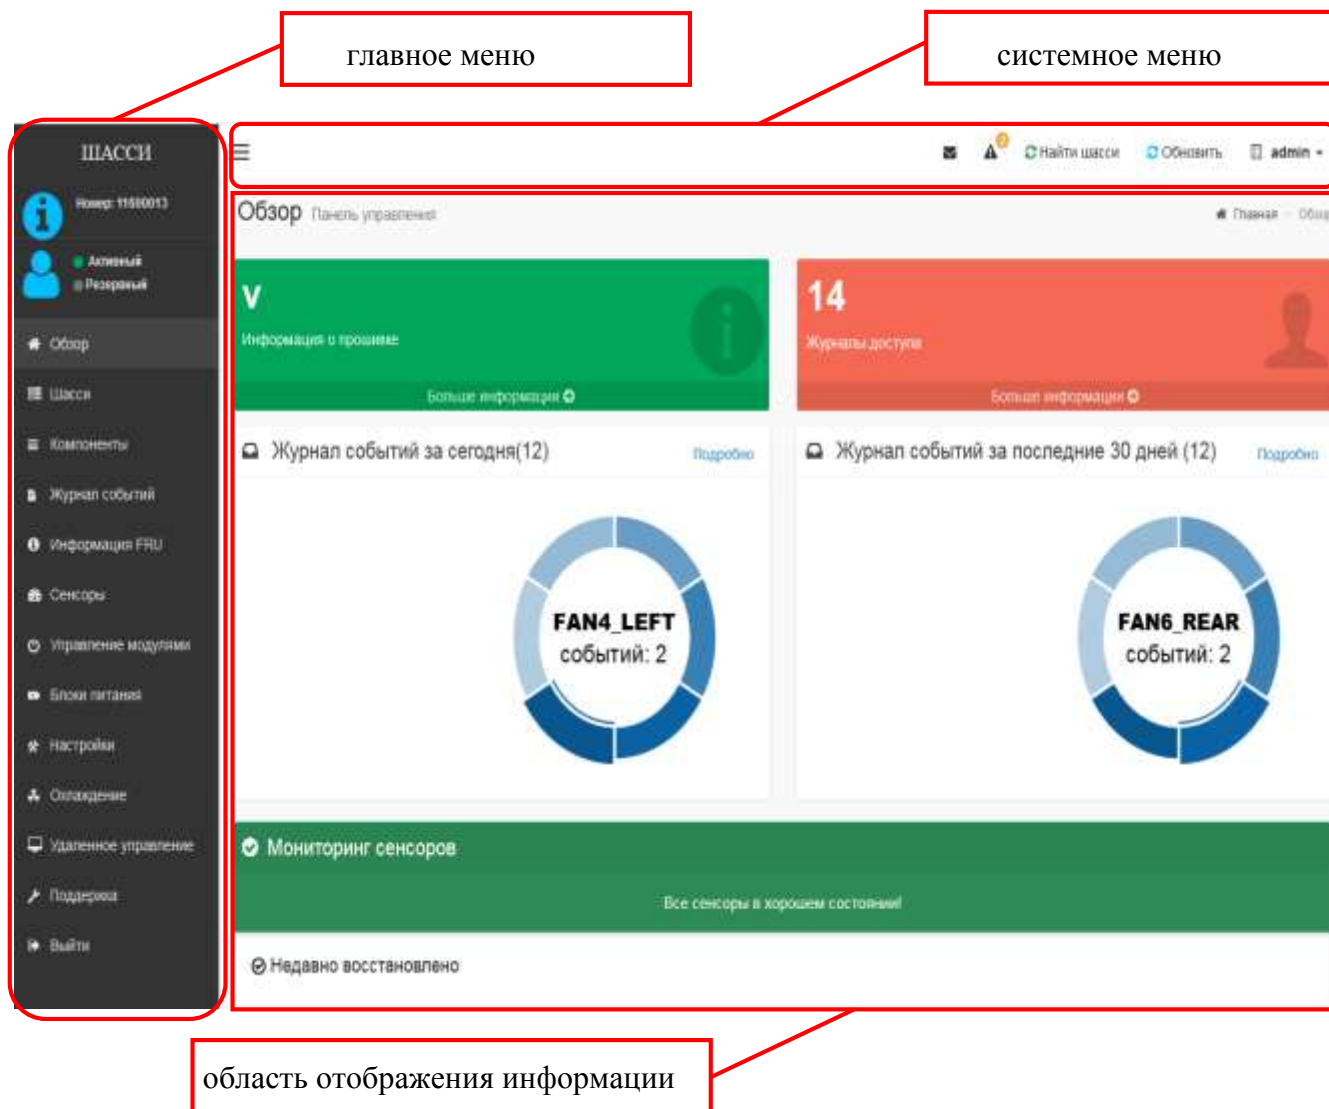 главное меню
системное меню
ШАССИ
Номер: 11600013
Активный
Резервный
Обзор
Шасси
Компоненты
Журнал событий
Информация FRU
Сенсоры
Управление модулями
Блоки питания
Настройки
Охлаждение
Удаленное управление
Поддержка
Выйти
Найти шасси
Обновить
admin
Обзор Панель управления
Главная
V
Информация о прошивке
Больше информации
14
Журналы доступа
Больше информации
Журнал событий за сегодня(12)
Подробно
FAN4_LEFT
событий: 2
Журнал событий за последние 30 дней (12)
Подробно
FAN6_REAR
событий: 2
Мониторинг сенсоров
Все сенсоры в хорошем состоянии!
Недавно восстановлено
область отображения информации